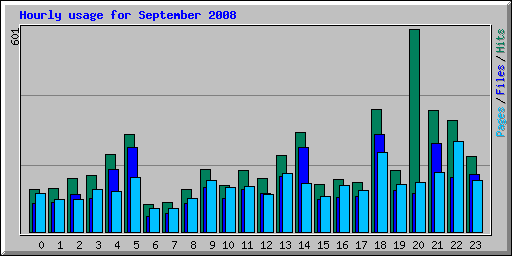 Hourly usage for September 2008
601
Pages / Files / Hits
0 1 2 3 4 5 6 7 8 9 10 11 12 13 14 15 16 17 18 19 20 21 22 23